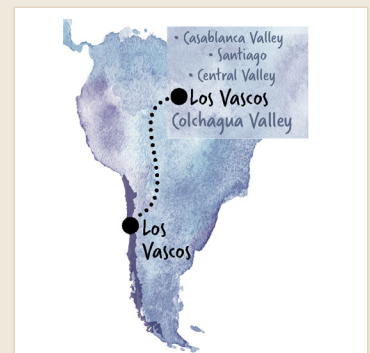 • Casablanca Valley
• Santiago
• Central Valley
Los Vascos
Colchagua Valley
Los
Vascos